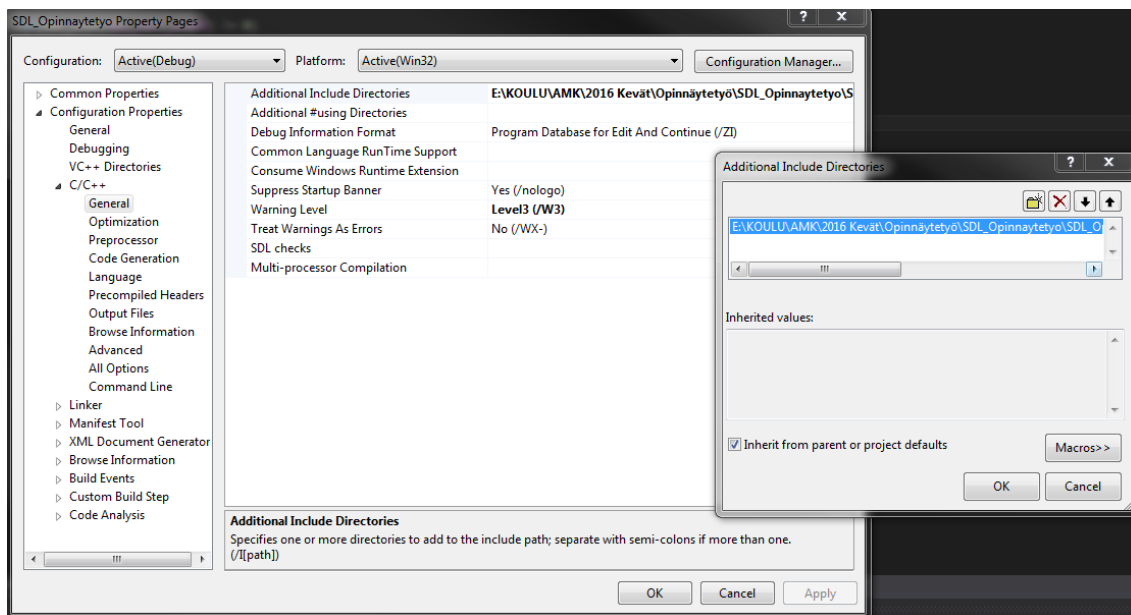 SDL_Opinnaytetyo Property Pages
Configuration: Active(Debug) Platform: Active(Win32) Configuration Manager...
Common Properties
Configuration Properties
General
Debugging
VC++ Directories
C/C++
General
Optimization
Preprocessor
Code Generation
Language
Precompiled Headers
Output Files
Browse Information
Advanced
All Options
Command Line
Linker
Manifest Tool
XML Document Generator
Browse Information
Build Events
Custom Build Step
Code Analysis
Additional Include Directories E:\KOULU\AMK\2016 Kevät\Opinnäytetyö\SDL_Opinnaytetyo\S
Additional #using Directories
Debug Information Format Program Database for Edit And Continue (/ZI)
Common Language RunTime Support
Consume Windows Runtime Extension
Suppress Startup Banner Yes (/nologo)
Warning Level Level3 (/W3)
Treat Warnings As Errors No (/WX-)
SDL checks
Multi-processor Compilation
Additional Include Directories
Specifies one or more directories to add to the include path; separate with semi-colons if more than one.
(/I[path])
OK Cancel Apply
Additional Include Directories
E:\KOULU\AMK\2016 Kevät\Opinnäytetyö\SDL_Opinnaytetyo\SDL_O
Inherited values:
Inherit from parent or project defaults
Macros>>
OK Cancel